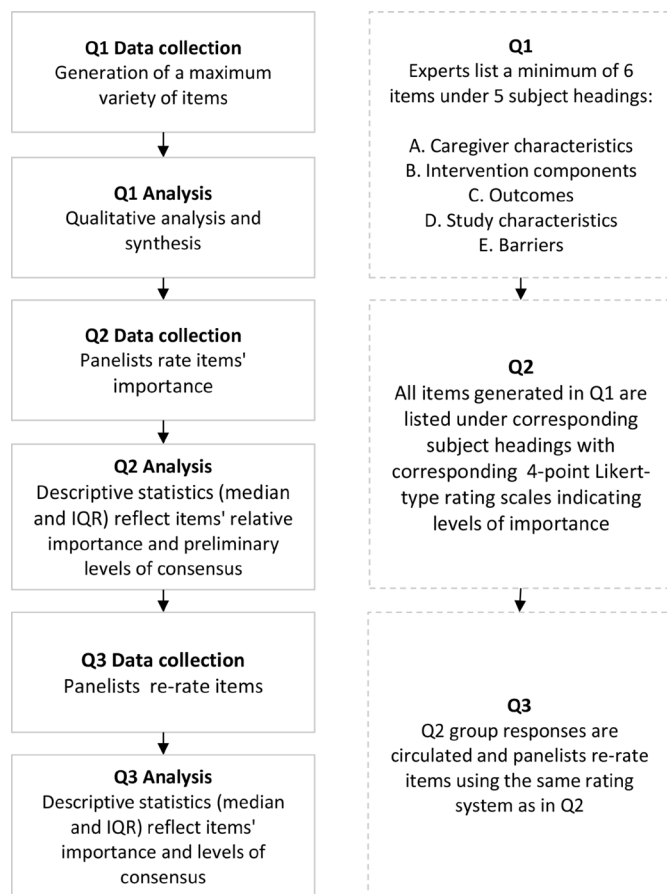 Q1 Data collection
Generation of a maximum
variety of items
Q1 Analysis
Qualitative analysis and
synthesis
Q2 Data collection
Panelists rate items'
importance
Q2 Analysis
Descriptive statistics (median
and IQR) reflect items' relative
importance and preliminary
levels of consensus
Q3 Data collection
Panelists re-rate items
Q3 Analysis
Descriptive statistics (median
and IQR) reflect items'
importance and levels of
consensus
Q1
Experts list a minimum of 6
items under 5 subject headings:
A. Caregiver characteristics
B. Intervention components
C. Outcomes
D. Study characteristics
E. Barriers
Q2
All items generated in Q1 are
listed under corresponding
subject headings with
corresponding 4-point Likert-
type rating scales indicating
levels of importance
Q3
Q2 group responses are
circulated and panelists re-rate
items using the same rating
system as in Q2